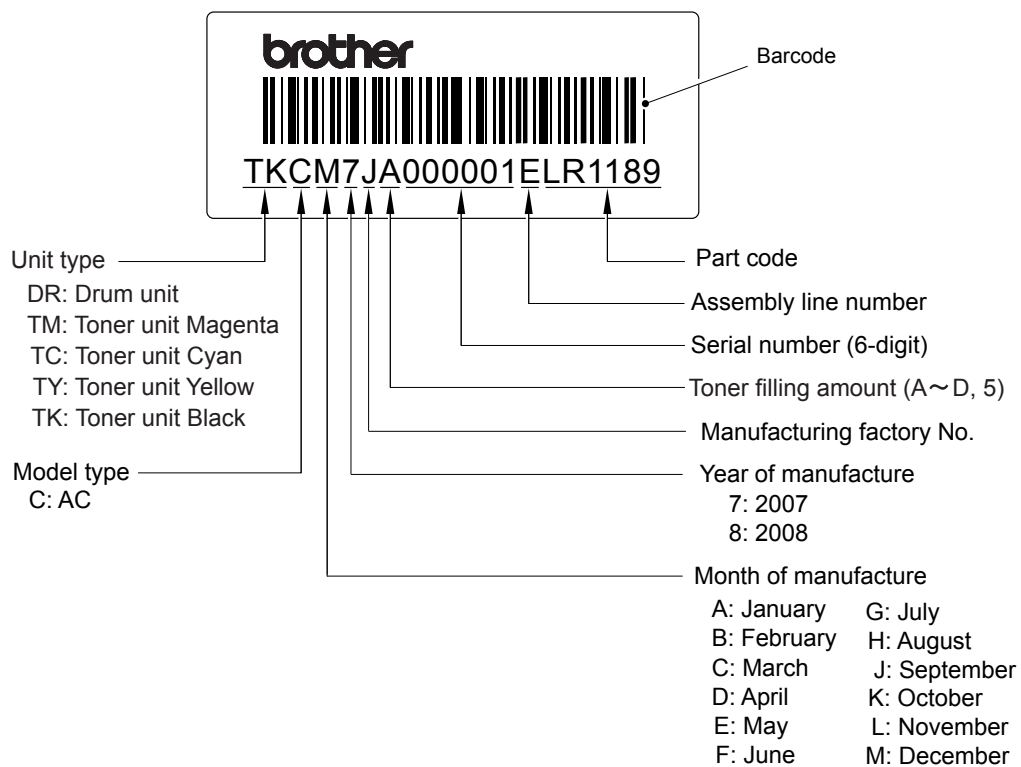 brother
Barcode
TKCM7JA000001ELR1189
Unit type
DR: Drum unit
TM: Toner unit Magenta
TC: Toner unit Cyan
TY: Toner unit Yellow
TK: Toner unit Black
Model type
C: AC
Part code
Assembly line number
Serial number (6-digit)
Toner filling amount (A～D, 5)
Manufacturing factory No.
Year of manufacture
7: 2007
8: 2008
Month of manufacture
A: January
B: February
C: March
D: April
E: May
F: June
G: July
H: August
J: September
K: October
L: November
M: December